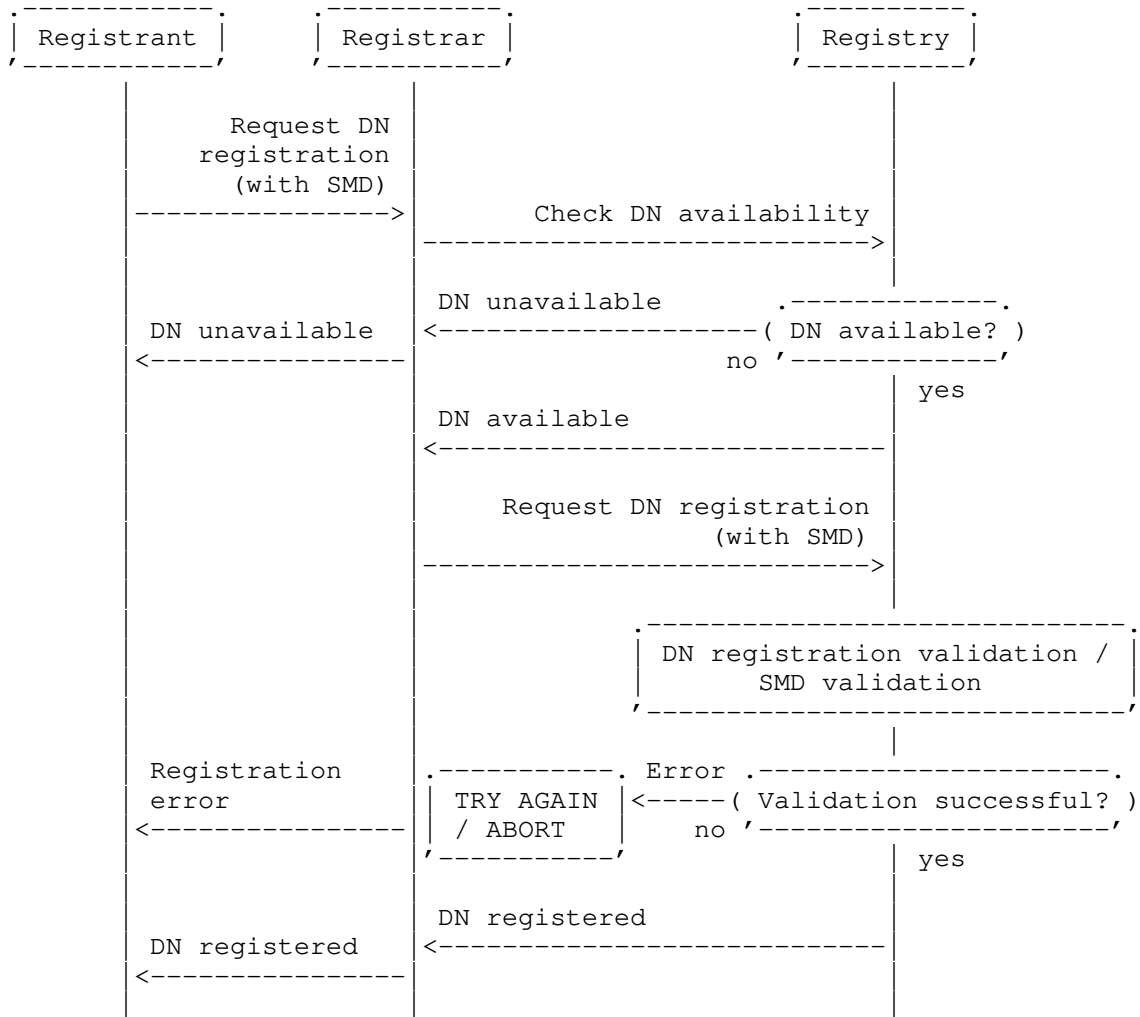 Registrant Registrar Registry
Request DN
registration
(with SMD)
Check DN availability
DN unavailable
DN unavailable ( DN available? )
no
yes
DN available
Request DN registration
(with SMD)
DN registration validation /
SMD validation
Registration Error
error TRY AGAIN ( Validation successful? )
/ ABORT no
yes
DN registered
DN registered